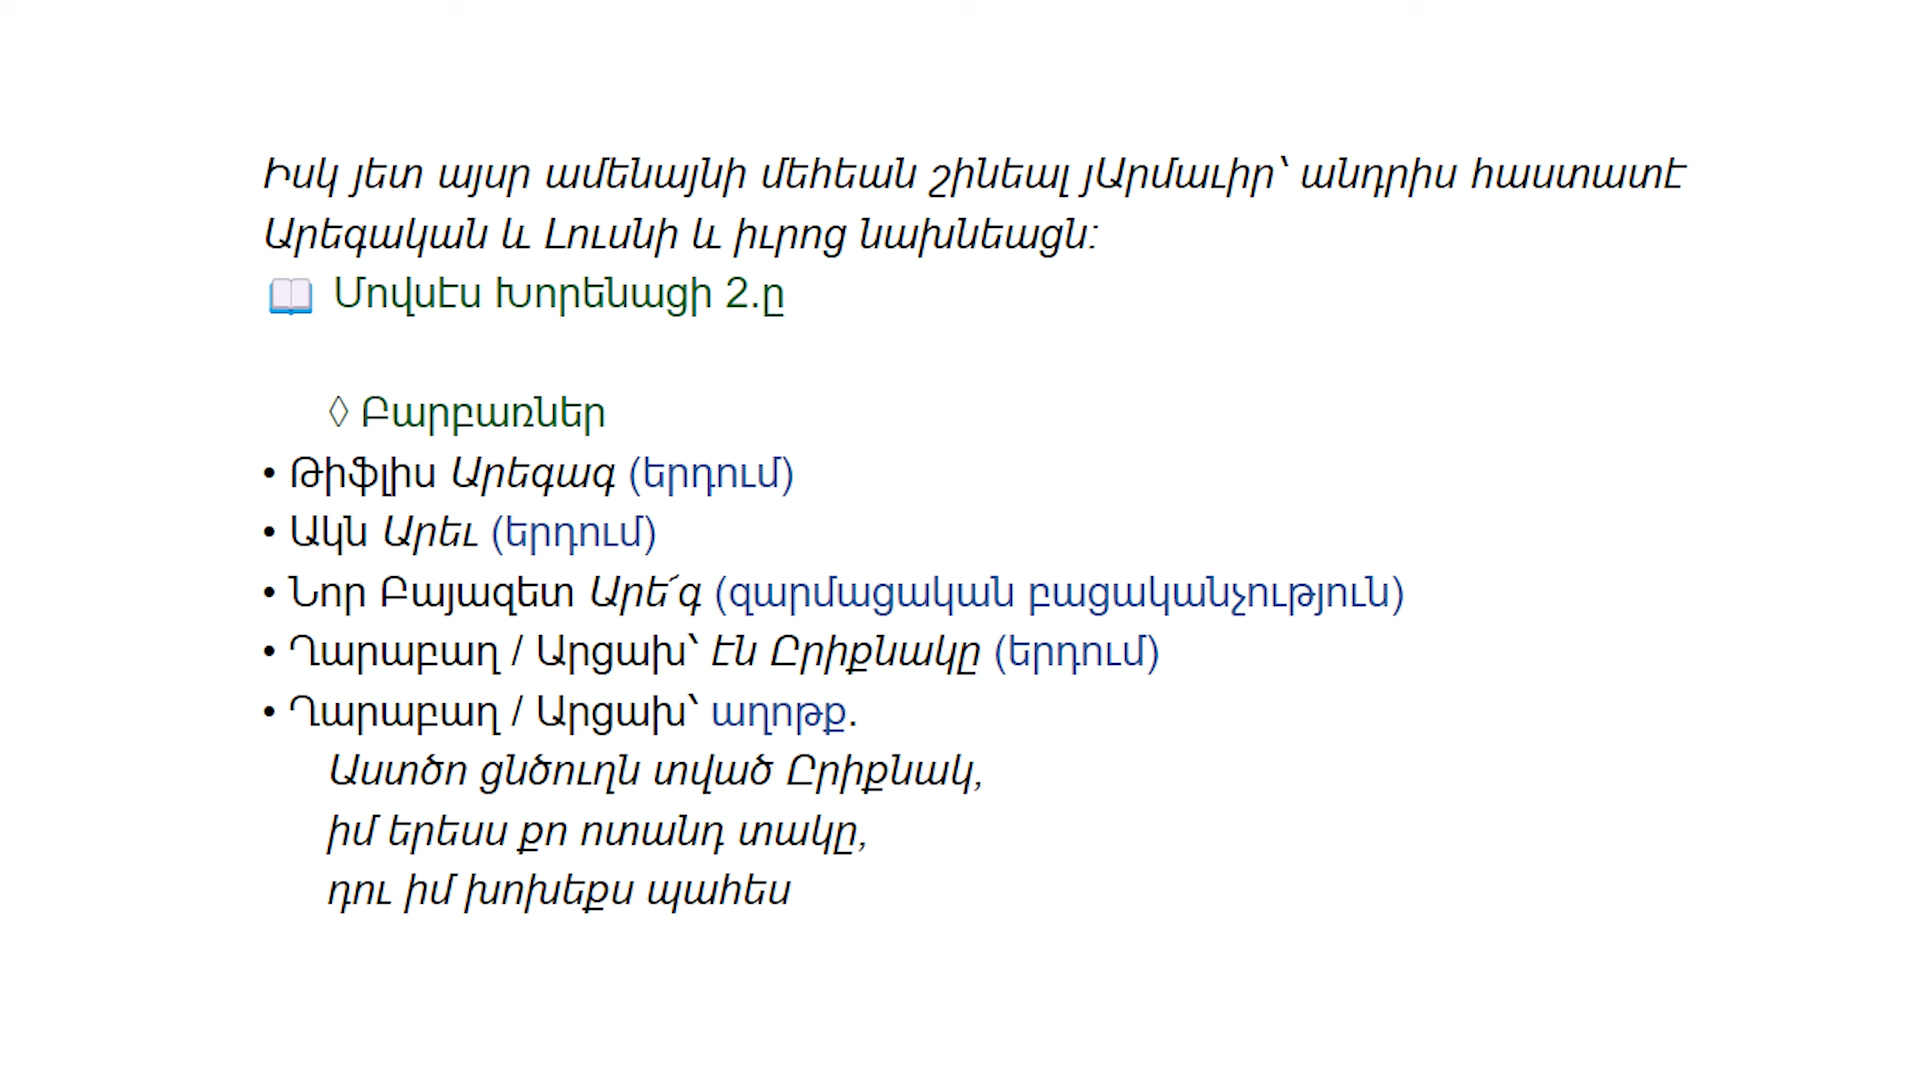 Իսկ յետ այսր ամենայնի մեհեան շինեալ յԱրմաւիր՝ անդրիս հաստատէ
Արեգական և Լուսնի և իւրոց նախնեացն։
📖 Մովսէս Խորենացի 2.ը
◊ Բարբառներ
• Թիֆլիս Արեգագ (երդում)
• Ակն Արեւ (երդում)
• Նոր Բայազետ Արե՜գ (զարմացական բացականչություն)
• Ղարաբաղ / Արցախ՝ էն Ըրիքնակը (երդում)
• Ղարաբաղ / Արցախ՝ աղոթք.
Աստծո ցնծուղն տված Ըրիքնակ,
իմ երեսս քո ոտանդ տակը,
դու իմ խոխեքս պահես